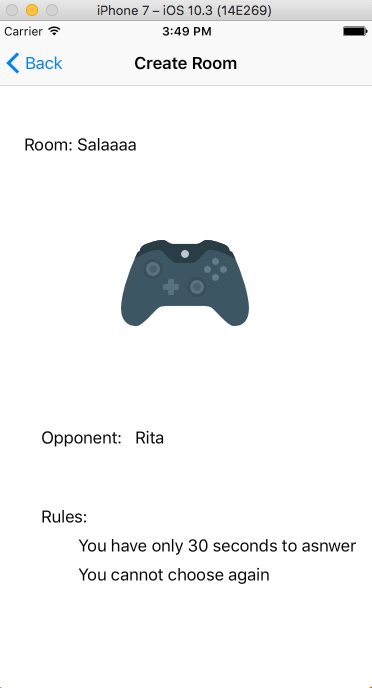 iPhone 7 – iOS 10.3 (14E269)
Carrier 3:49 PM
Back Create Room
Room: Salaaaa
Opponent: Rita
Rules:
You have only 30 seconds to asnwer
You cannot choose again